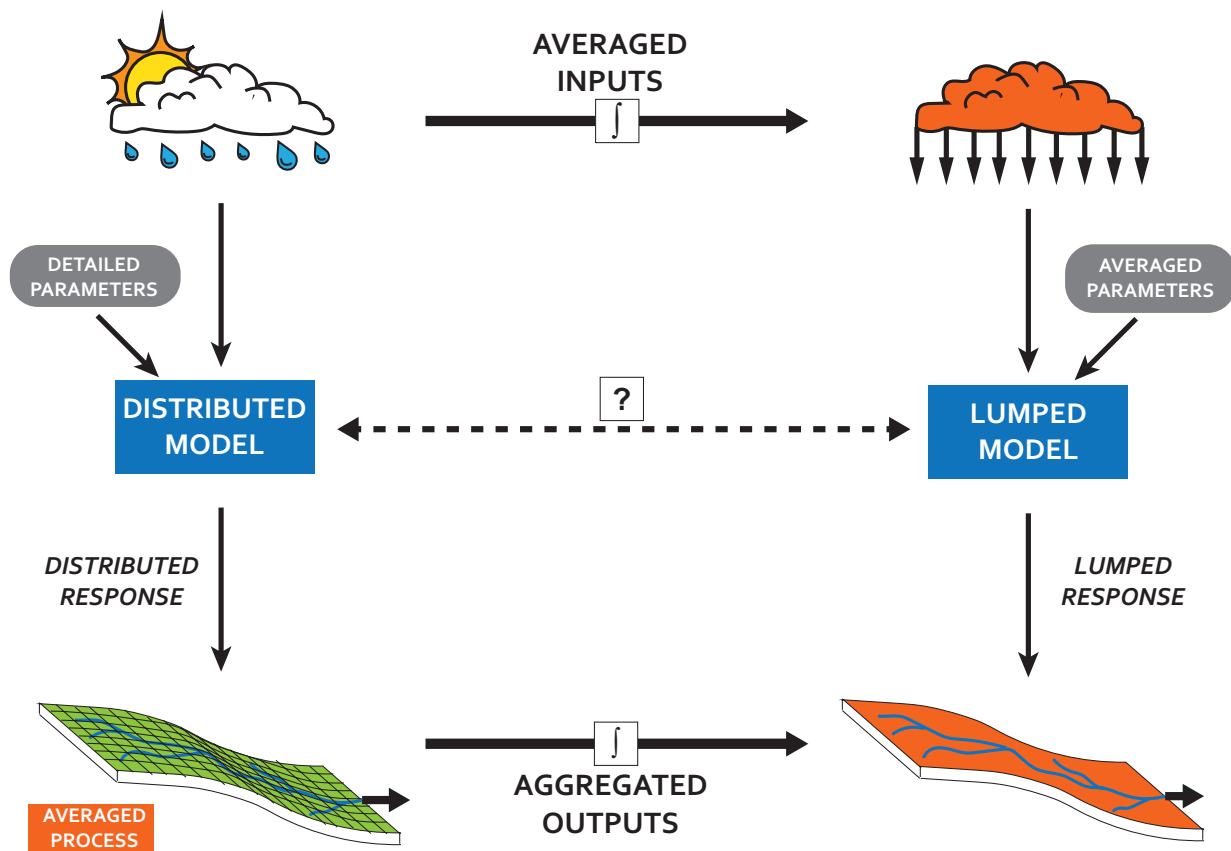 AVERAGED
INPUTS
∫
DETAILED
PARAMETERS
AVERAGED
PARAMETERS
DISTRIBUTED
MODEL
?
LUMPED
MODEL
DISTRIBUTED
RESPONSE
LUMPED
RESPONSE
∫
AGGREGATED
OUTPUTS
AVERAGED
PROCESS